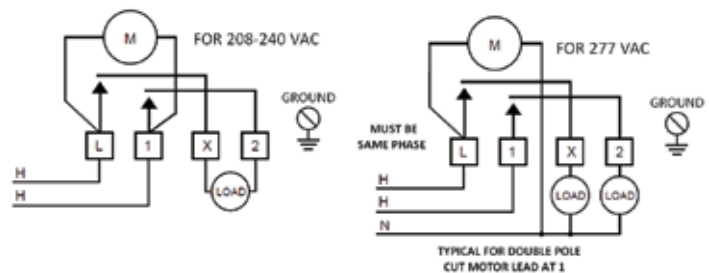 M
FOR 208-240 VAC
GROUND
L 1 X 2
H
H
LOAD
M
FOR 277 VAC
GROUND
MUST BE
SAME PHASE
L 1 X 2
H
H
N
LOAD LOAD
TYPICAL FOR DOUBLE POLE
CUT MOTOR LEAD AT 1